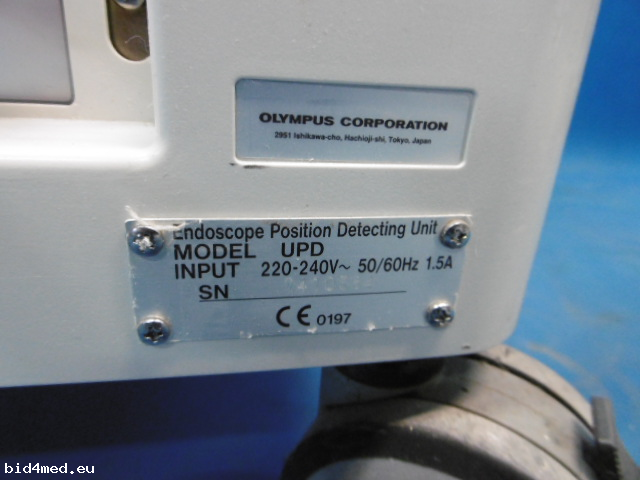 OLYMPUS CORPORATION
2951 Ishikawa-cho, Hachioji-shi, Tokyo, Japan
Endoscope Position Detecting Unit
MODEL UPD
INPUT 220-240V~ 50/60Hz 1.5A
SN
CE 0197
bid4med.eu